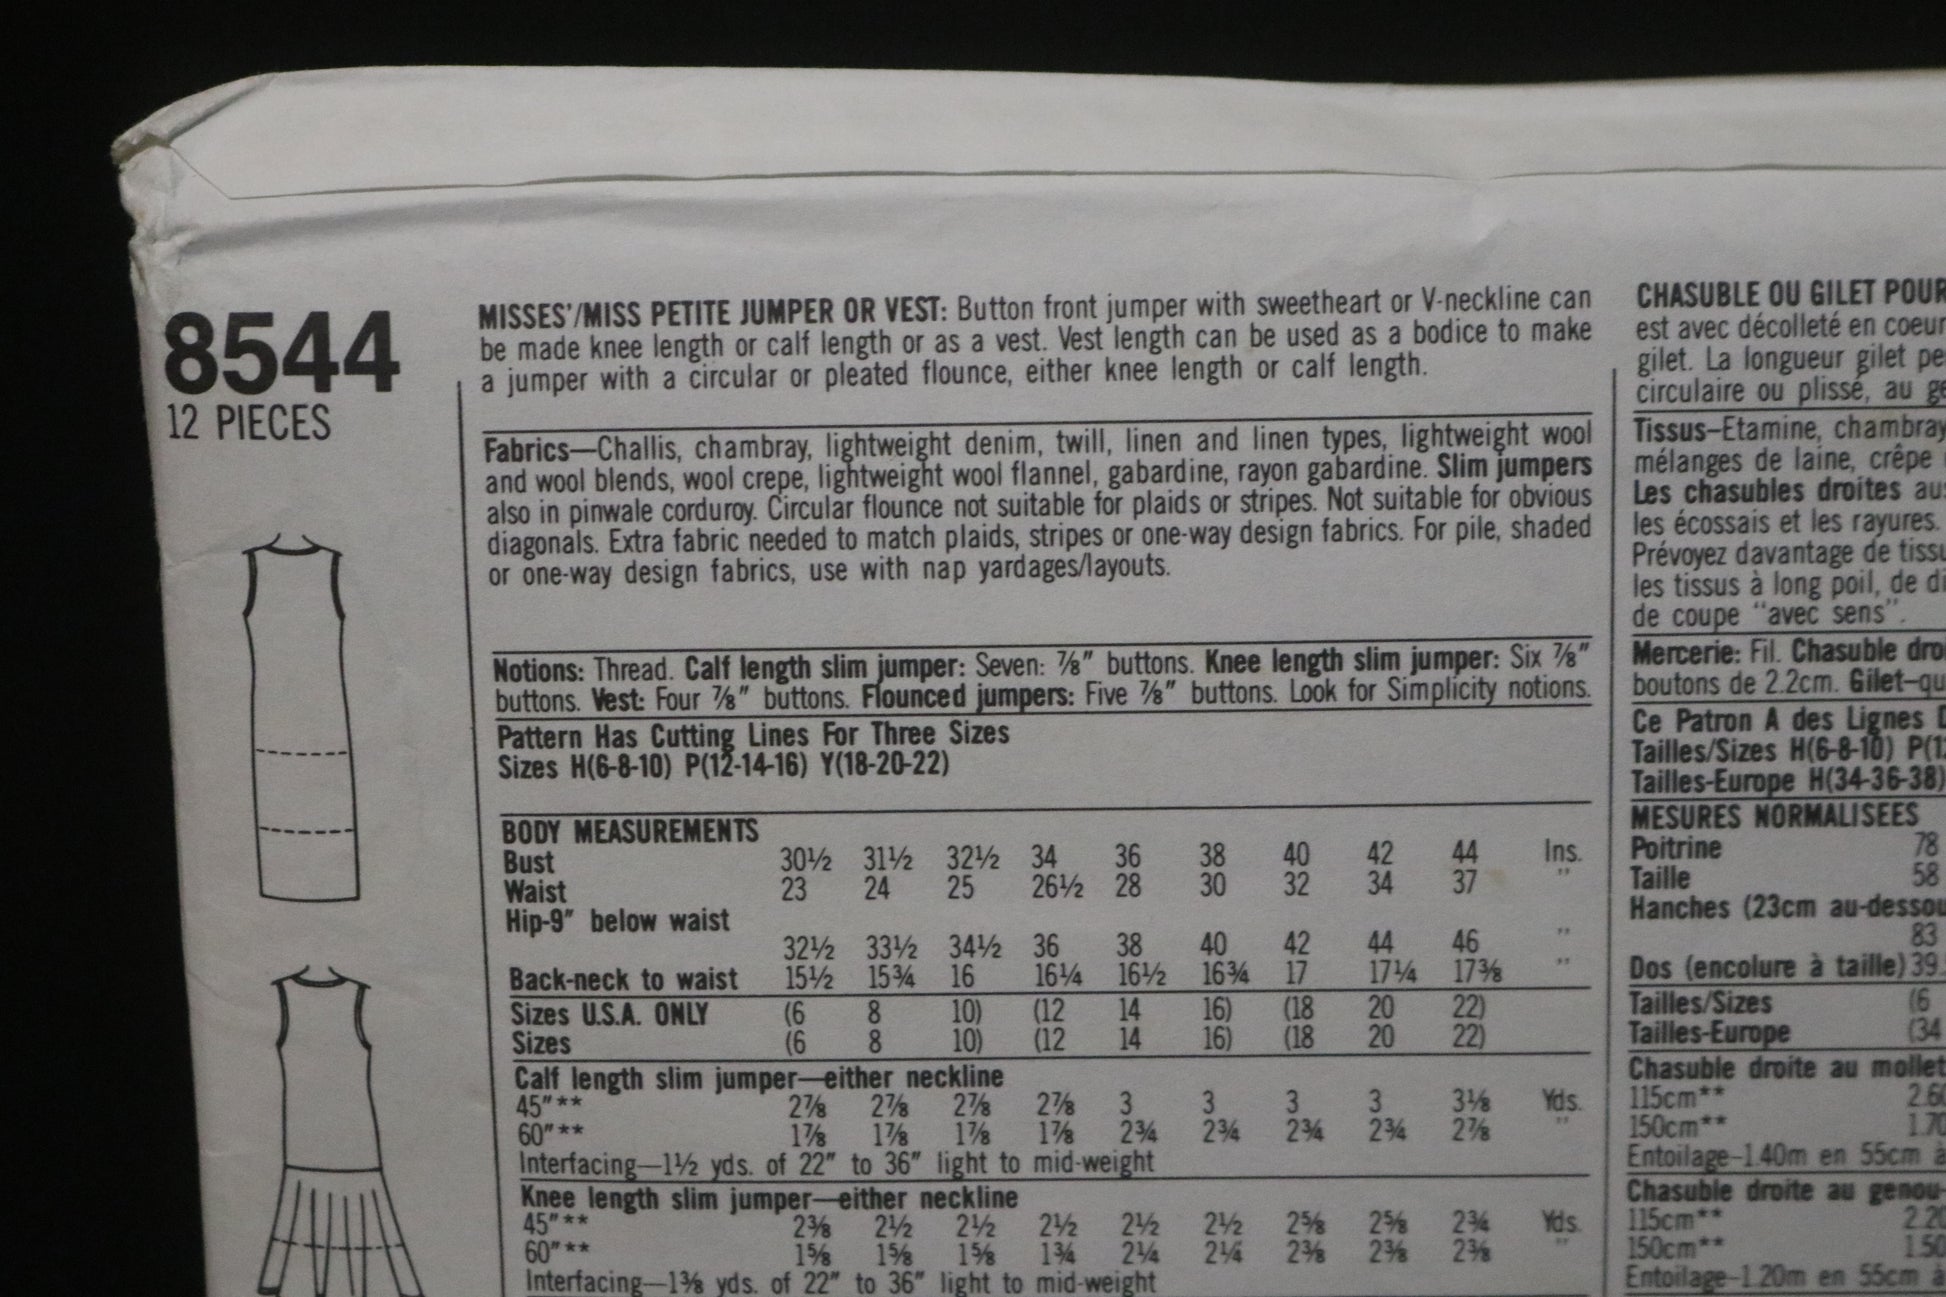 8544
12 PIECES
MISSES'/MISS PETITE JUMPER OR VEST: Button front jumper with sweetheart or V-neckline can
be made knee length or calf length or as a vest. Vest length can be used as a bodice to make
a jumper with a circular or pleated flounce, either knee length or calf length.
Fabrics—Challis, chambray, lightweight denim, twill, linen and linen types, lightweight wool
and wool blends, wool crepe, lightweight wool flannel, gabardine, rayon gabardine. Slim jumpers
also in pinwale corduroy. Circular flounce not suitable for plaids or stripes. Not suitable for obvious
diagonals. Extra fabric needed to match plaids, stripes or one-way design fabrics. For pile, shaded
or one-way design fabrics, use with nap yardages/layouts.
Notions: Thread. Calf length slim jumper: Seven: ⅞" buttons. Knee length slim jumper: Six ⅞"
buttons. Vest: Four ⅞" buttons. Flounced jumpers: Five ⅞" buttons. Look for Simplicity notions.
Pattern Has Cutting Lines For Three Sizes
Sizes H(6-8-10) P(12-14-16) Y(18-20-22)
BODY MEASUREMENTS
Bust 30½ 31½ 32½ 34 36 38 40 42 44 Ins.
Waist 23 24 25 26½ 28 30 32 34 37 "
Hip-9" below waist
32½ 33½ 34½ 36 38 40 42 44 46 "
Back-neck to waist 15½ 15¾ 16 16¼ 16½ 16¾ 17 17¼ 17⅜ "
Sizes U.S.A. ONLY (6 8 10) (12 14 16) (18 20 22)
Sizes (6 8 10) (12 14 16) (18 20 22)
Calf length slim jumper—either neckline
45"** 2⅞ 2⅞ 2⅞ 2⅞ 3 3 3 3 3⅛ Yds.
60"** 1⅞ 1⅞ 1⅞ 1⅞ 2¾ 2¾ 2¾ 2¾ 2⅞ "
Interfacing—1½ yds. of 22" to 36" light to mid-weight
Knee length slim jumper—either neckline
45"** 2⅜ 2½ 2½ 2½ 2½ 2½ 2⅝ 2⅝ 2¾ Yds.
60"** 1⅝ 1⅝ 1⅝ 1¾ 2¼ 2¼ 2⅜ 2⅜ 2⅜ "
Interfacing—1⅜ yds. of 22" to 36" light to mid-weight
CHASUBLE OU GILET POUR
est avec décolleté en coeur
gilet. La longueur gilet
circulaire ou plissé, au
Tissus—Etamine, chambray
mélanges de laine, crêpe
Les chasubles droites
les écossais et les rayures.
Prévoyez davantage de
les tissus à long poil, de
de coupe "avec sens".
Mercerie: Fil. Chasuble
boutons de 2.2cm. Gilet—
Ce Patron A des Lignes
Tailles/Sizes H(6-8-10)
Tailles-Europe H(34-36-38)
MESURES NORMALISEES
Poitrine 78
Taille 58
Hanches (23cm
83
Dos (encolure à taille) 39.
Tailles/Sizes (6
Tailles-Europe (34
Chasuble droite au mollet
115cm** 2.60
150cm** 1.70
Entoilage—1.40m en 55cm à
Chasuble droite au genou-
115cm** 2.20
150cm** 1.50
Entoilage—1.20m en 55cm à